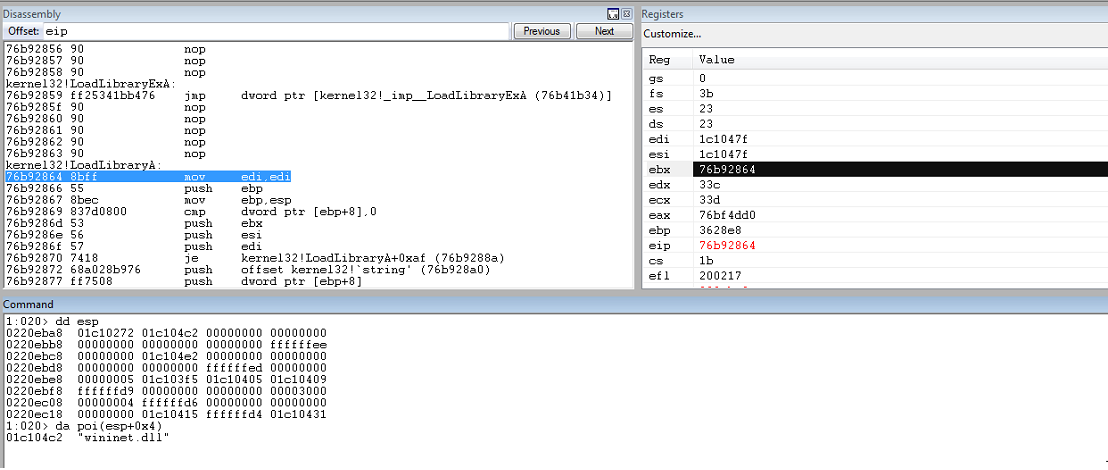 Disassembly
Offset: eip Previous Next
76b92856 90 nop
76b92857 90 nop
76b92858 90 nop
kernel32!LoadLibraryExA:
76b92859 ff25341bb476 jmp dword ptr [kernel32!_imp__LoadLibraryExA (76b41b34)]
76b9285f 90 nop
76b92860 90 nop
76b92861 90 nop
76b92862 90 nop
76b92863 90 nop
kernel32!LoadLibraryA:
76b92864 8bff mov edi,edi
76b92866 55 push ebp
76b92867 8bec mov ebp,esp
76b92869 837d0800 cmp dword ptr [ebp+8],0
76b9286d 53 push ebx
76b9286e 56 push esi
76b9286f 57 push edi
76b92870 7418 je kernel32!LoadLibraryA+0xaf (76b9288a)
76b92872 68a028b976 push offset kernel32!`string' (76b928a0)
76b92877 ff7508 push dword ptr [ebp+8]
Registers
Customize...
Reg Value
gs 0
fs 3b
es 23
ds 23
edi 1c1047f
esi 1c1047f
ebx 76b92864
edx 33c
ecx 33d
eax 76bf4dd0
ebp 3628e8
eip 76b92864
cs 1b
efl 200217
Command
1:020> dd esp
0220eba8 01c10272 01c104c2 00000000 00000000
0220ebb8 00000000 00000000 00000000 ffffffee
0220ebc8 00000000 01c104e2 00000000 00000000
0220ebd8 00000000 00000000 ffffffed 00000000
0220ebe8 00000005 01c103f5 01c10405 01c10409
0220ebf8 ffffffd9 00000000 00000000 00003000
0220ec08 00000004 ffffffd6 00000000 00000000
0220ec18 00000000 01c10415 ffffffd4 01c10431
1:020> da poi(esp+0x4)
01c104c2 "wininet.dll"